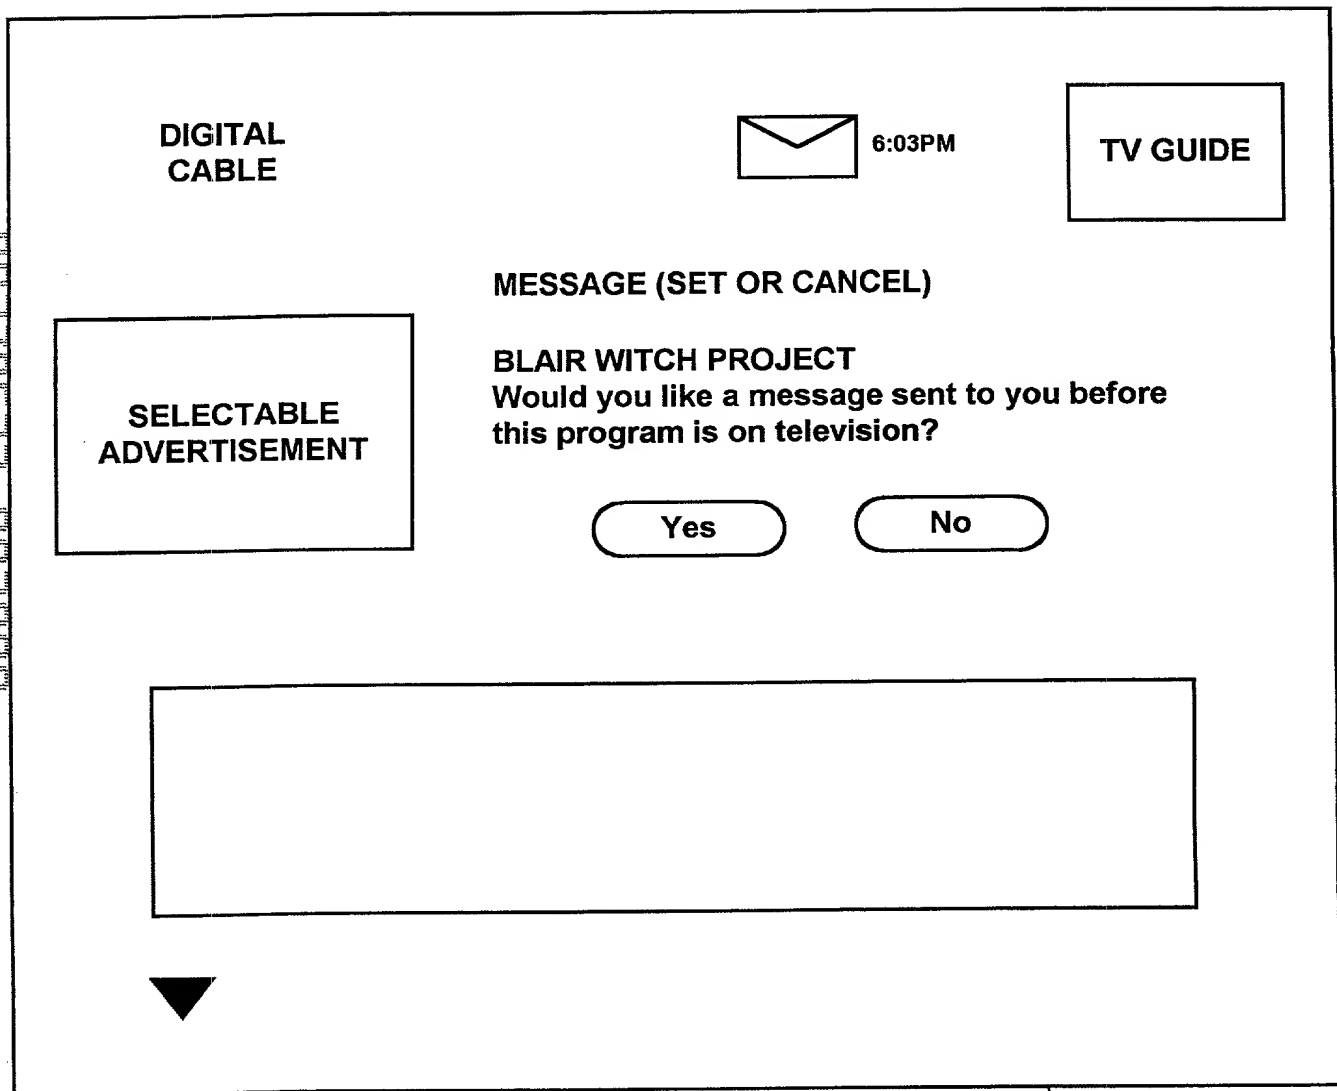 DIGITAL
CABLE
6:03PM
TV GUIDE
MESSAGE (SET OR CANCEL)
SELECTABLE
ADVERTISEMENT
BLAIR WITCH PROJECT
Would you like a message sent to you before
this program is on television?
Yes
No